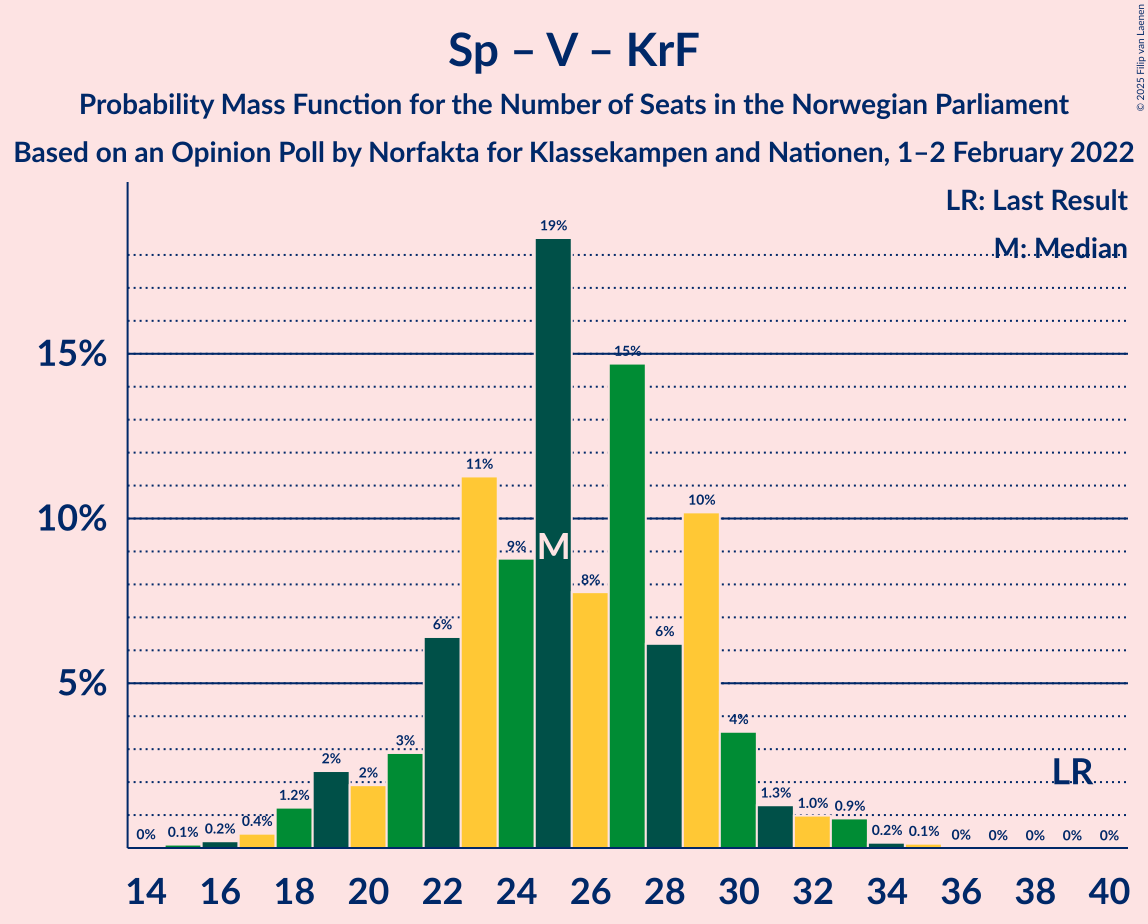 Sp – V – KrF
Probability Mass Function for the Number of Seats in the Norwegian Parliament
Based on an Opinion Poll by Norfakta for Klassekampen and Nationen, 1–2 February 2022
© 2025 Filip van Laenen
LR: Last Result
M: Median
15%
10%
5%
0% 0.1% 0.2% 0.4% 1.2% 2% 2% 3% 6% 11% 9% 19% 8% 15% 6% 10% 4% 1.3% 1.0% 0.9% 0.2% 0.1% 0% 0% 0% 0% 0%
M
LR
14 16 18 20 22 24 26 28 30 32 34 36 38 40